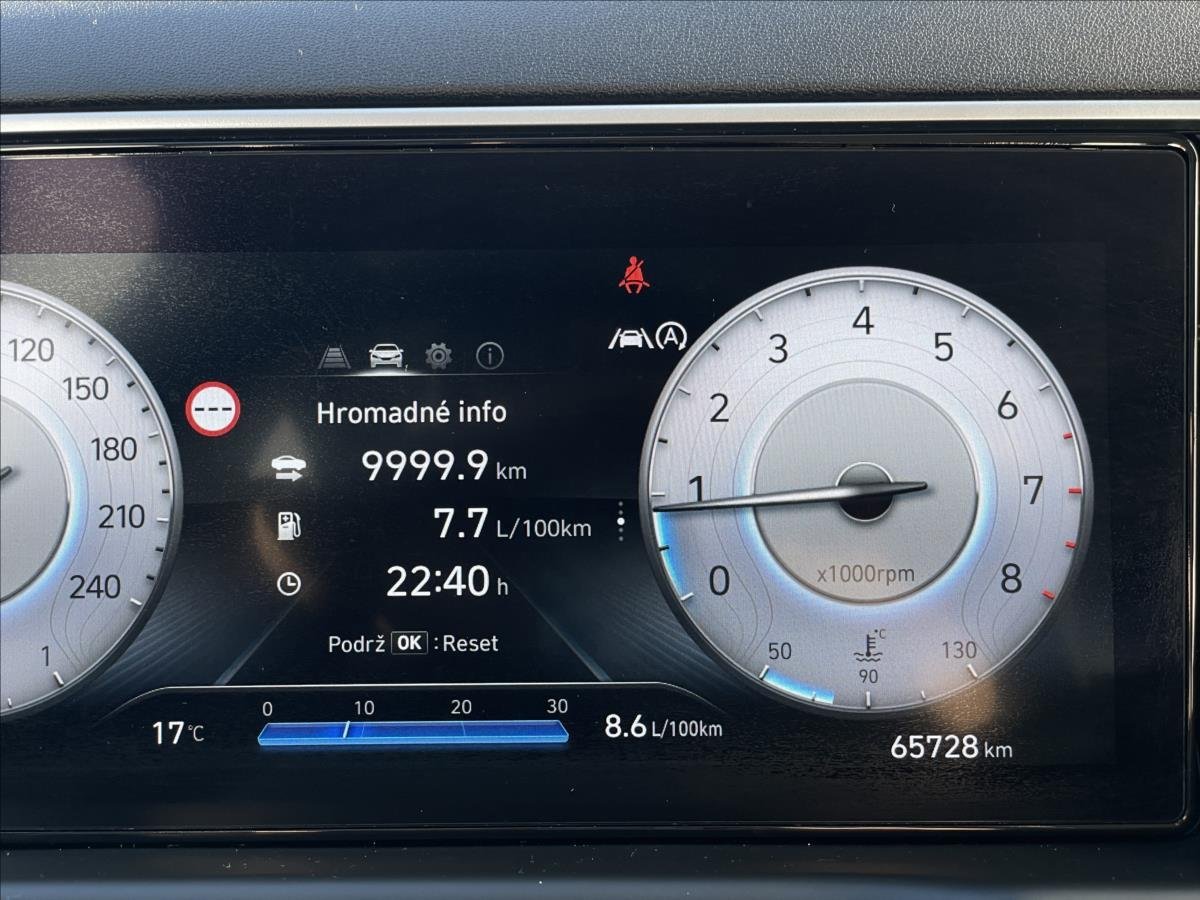 120
150
180
210
240
1
Hromadné info
9999.9 km
7.7 L/100km
22:40 h
Podrž OK : Reset
0 10 20 30
17°C
8.6 L/100km
A
0
1
2
3
4
5
6
7
8
x1000rpm
°C
50
90
130
65728 km